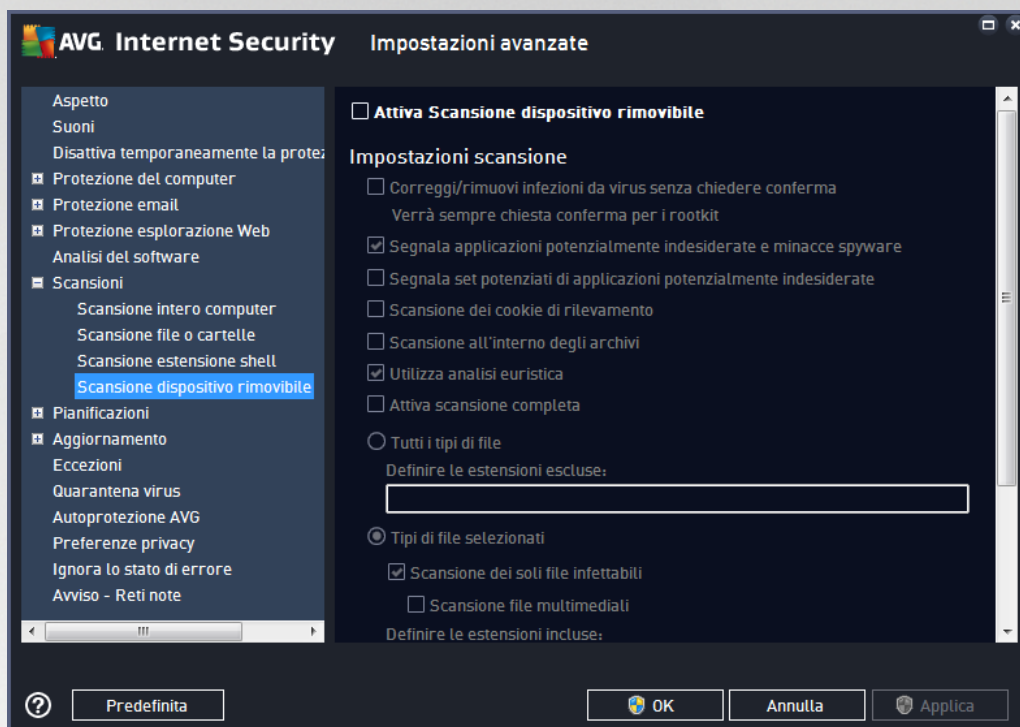 AVG. Internet Security Impostazioni avanzate
Aspetto
Suoni
Disattiva temporaneamente la
Protezione del computer
Protezione email
Protezione esplorazione Web
Analisi del software
Scansioni
Scansione intero computer
Scansione file o cartelle
Scansione estensione shell
Scansione dispositivo rimovibile
Pianificazioni
Aggiornamento
Eccezioni
Quarantena virus
Autoprotezione AVG
Preferenze privacy
Ignora lo stato di errore
Avviso - Reti note
Attiva Scansione dispositivo rimovibile
Impostazioni scansione
Correggi/rimuovi infezioni da virus senza chiedere conferma
Verrà sempre chiesta conferma per i rootkit
Segnala applicazioni potenzialmente indesiderate e minacce spyware
Segnala set potenziati di applicazioni potenzialmente indesiderate
Scansione dei cookie di rilevamento
Scansione all'interno degli archivi
Utilizza analisi euristica
Attiva scansione completa
Tutti i tipi di file
Definire le estensioni escluse:
Tipi di file selezionati
Scansione dei soli file infettabili
Scansione file multimediali
Definire le estensioni incluse:
Predefinita
OK
Annulla
Applica